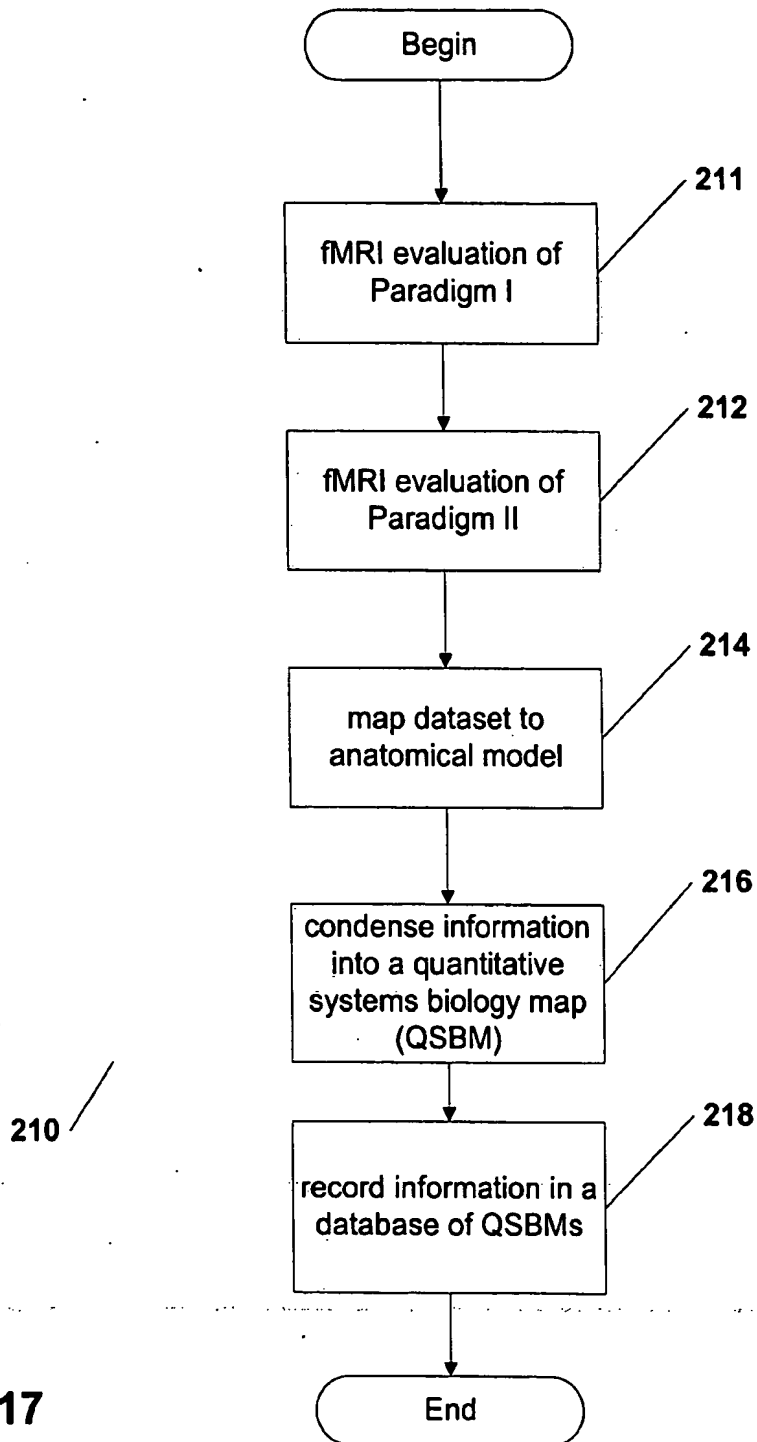 Begin
211
fMRI evaluation of
Paradigm I
212
fMRI evaluation of
Paradigm II
214
map dataset to
anatomical model
216
condense information
into a quantitative
systems biology map
(QSBM)
210
218
record information in a
database of QSBMs
17
End